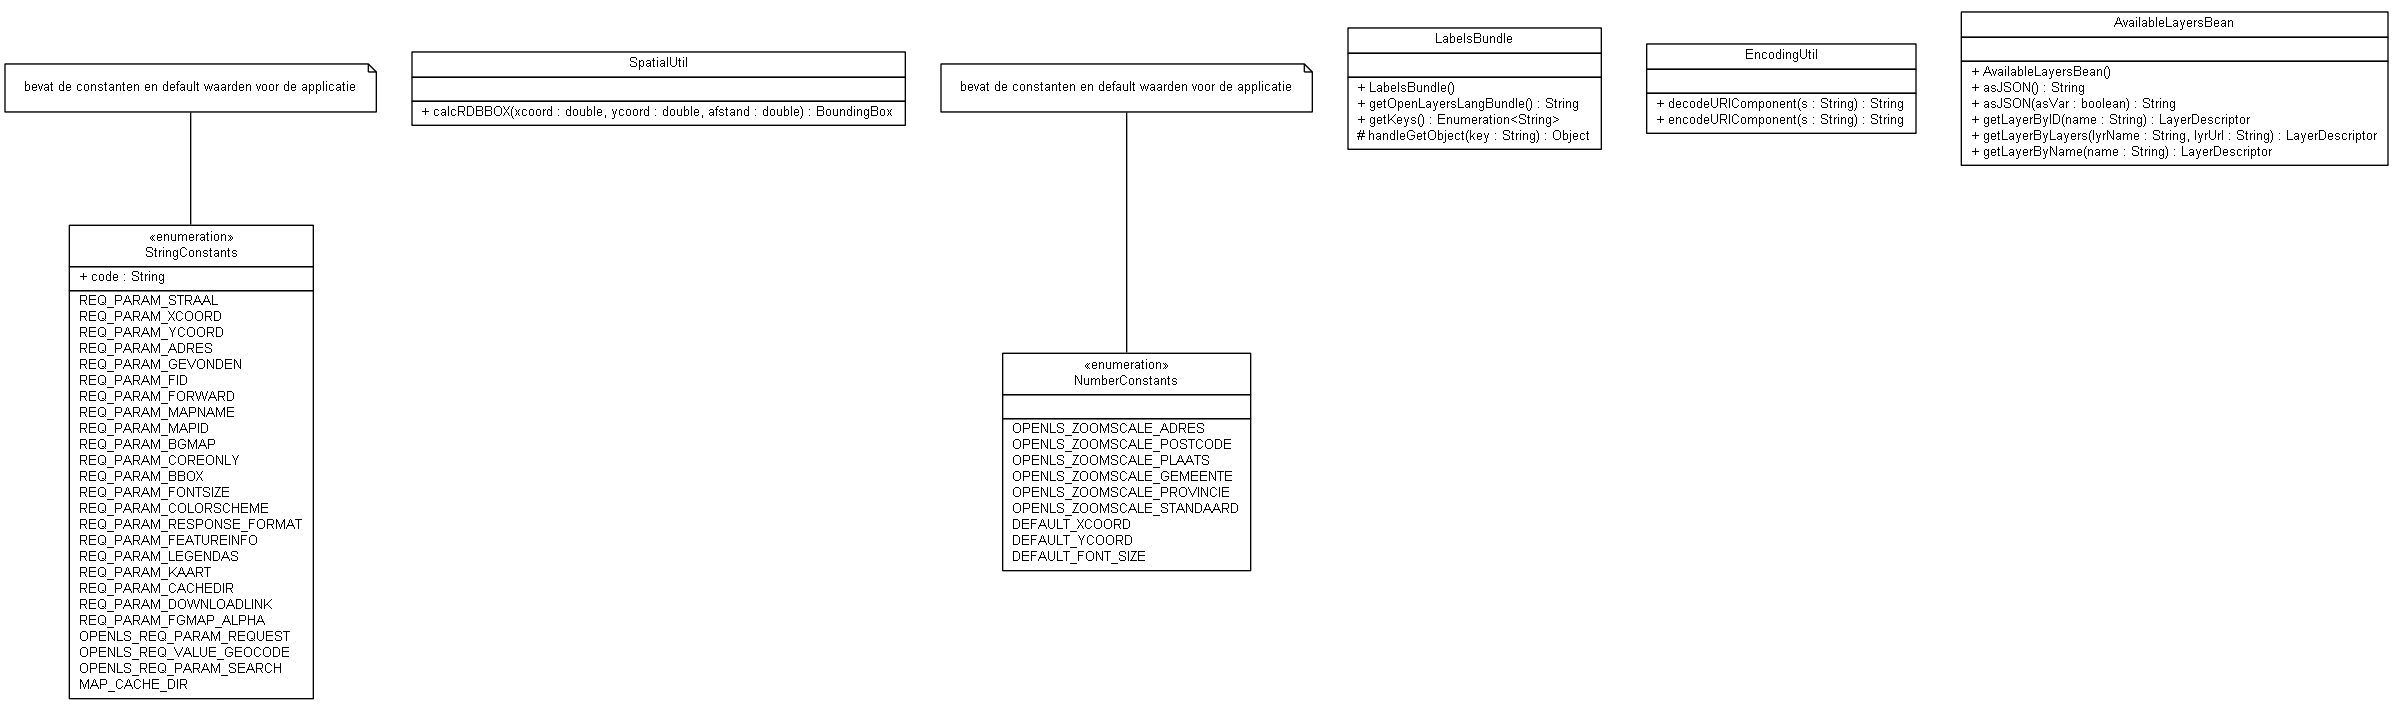 bevat de constanten en default waarden voor de applicatie
«enumeration»
StringConstants
+ code : String
REQ_PARAM_STRAAL
REQ_PARAM_XCOORD
REQ_PARAM_YCOORD
REQ_PARAM_ADRES
REQ_PARAM_GEVONDEN
REQ_PARAM_FID
REQ_PARAM_FORWARD
REQ_PARAM_MAPNAME
REQ_PARAM_MAPID
REQ_PARAM_BGMAP
REQ_PARAM_COREONLY
REQ_PARAM_BBOX
REQ_PARAM_FONTSIZE
REQ_PARAM_COLORSCHEME
REQ_PARAM_RESPONSE_FORMAT
REQ_PARAM_FEATUREINFO
REQ_PARAM_LEGENDAS
REQ_PARAM_KAART
REQ_PARAM_CACHEDIR
REQ_PARAM_DOWNLOADLINK
REQ_PARAM_FGMAP_ALPHA
OPENLS_REQ_PARAM_REQUEST
OPENLS_REQ_VALUE_GEOCODE
OPENLS_REQ_PARAM_SEARCH
MAP_CACHE_DIR
SpatialUtil
+ calcRDBBOX(xcoord : double, ycoord : double, afstand : double) : BoundingBox
bevat de constanten en default waarden voor de applicatie
«enumeration»
NumberConstants
OPENLS_ZOOMSCALE_ADRES
OPENLS_ZOOMSCALE_POSTCODE
OPENLS_ZOOMSCALE_PLAATS
OPENLS_ZOOMSCALE_GEMEENTE
OPENLS_ZOOMSCALE_PROVINCIE
OPENLS_ZOOMSCALE_STANDAARD
DEFAULT_XCOORD
DEFAULT_YCOORD
DEFAULT_FONT_SIZE
LabelsBundle
+ LabelsBundle()
+ getOpenLayersLangBundle() : String
+ getKeys() : Enumeration<String>
# handleGetObject(key : String) : Object
EncodingUtil
+ decodeURIComponent(s : String) : String
+ encodeURIComponent(s : String) : String
AvailableLayersBean
+ AvailableLayersBean()
+ asJSON() : String
+ asJSON(asVar : boolean) : String
+ getLayerByID(name : String) : LayerDescriptor
+ getLayerByLayers(lyrName : String, lyrUrl : String) : LayerDescriptor
+ getLayerByName(name : String) : LayerDescriptor